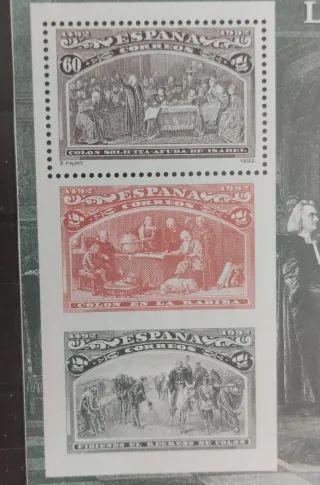 L
1492 ESPAÑA 1992
CORREOS
60
COLON SOLICITA AYUDA DE ISABEL
F.N.M.T. 1992
1492 ESPAÑA 1992
CORREOS
COLON EN LA RABIDA
1492 ESPAÑA 1992
CORREOS
PIDIENDO EL REGRESO DE COLON